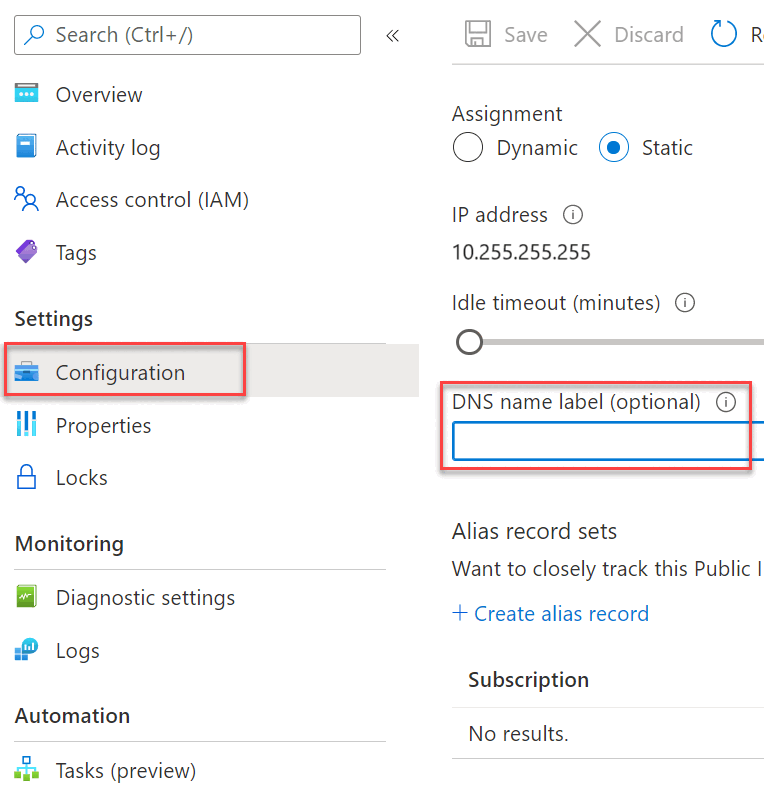 Search (Ctrl+/)
«
Overview
Activity log
Access control (IAM)
Tags
Settings
Configuration
Properties
Locks
Monitoring
Diagnostic settings
Logs
Automation
Tasks (preview)
Save Discard
Assignment
Dynamic Static
IP address
10.255.255.255
Idle timeout (minutes)
DNS name label (optional)
Alias record sets
Want to closely track this Public
+ Create alias record
Subscription
No results.